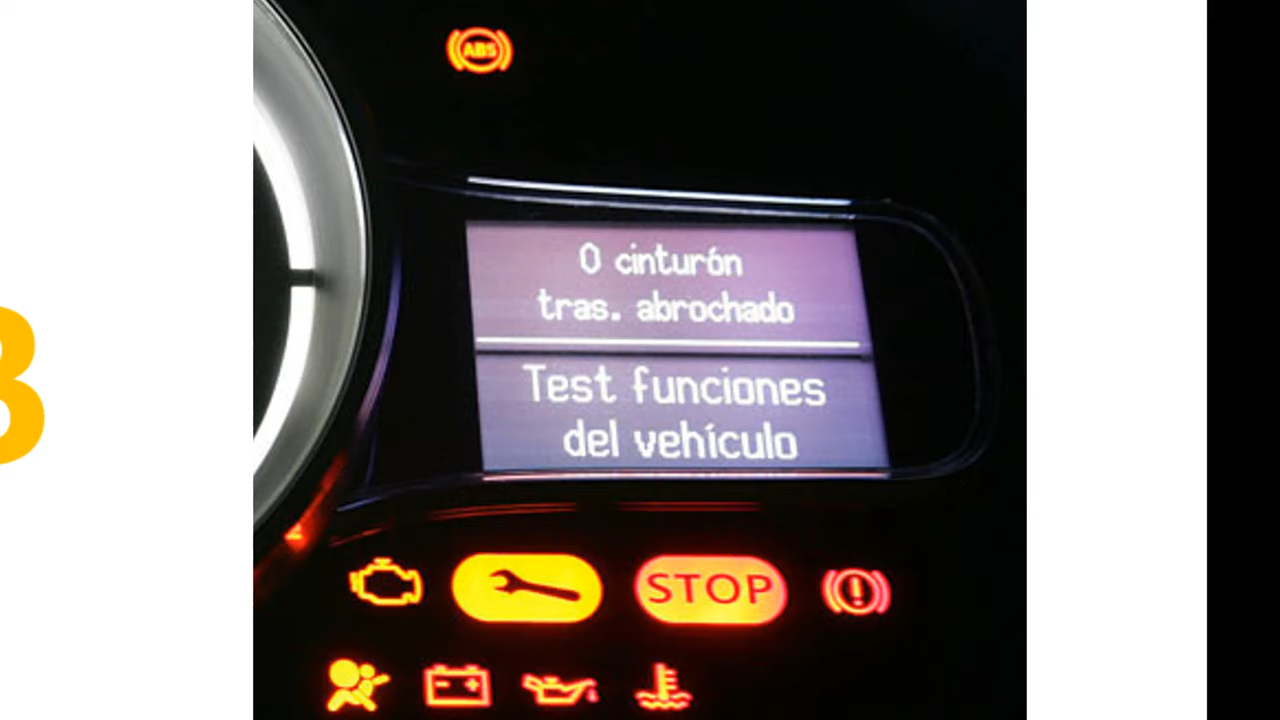 ABS
0 cinturón
tras. abrochado
Test funciones
del vehículo
STOP